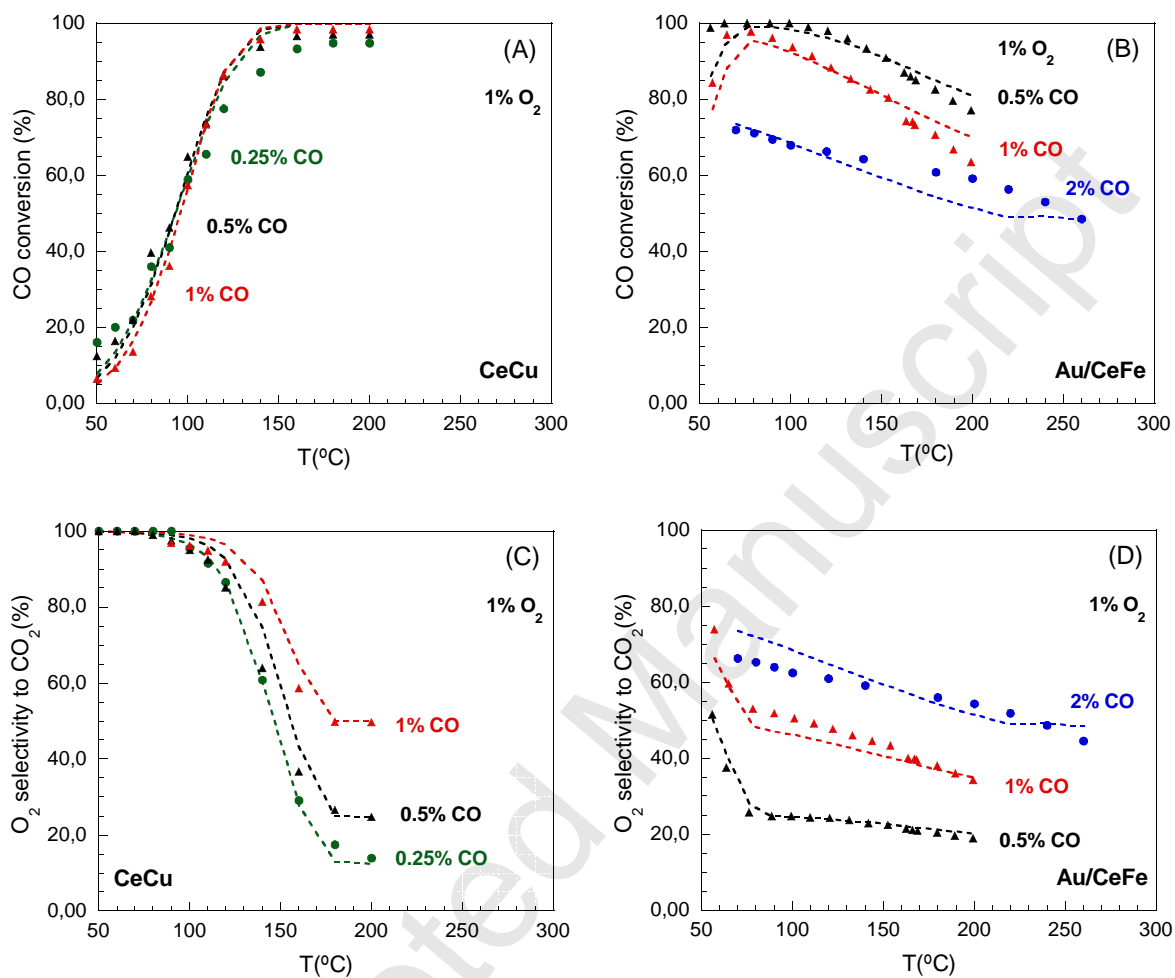 100
80,0
60,0
40,0
20,0
0,00
CO conversion (%)
(A)
1% O2
0.25% CO
0.5% CO
1% CO
CeCu
50 100 150 200 250 300
T(ºC)
100
80,0
60,0
40,0
20,0
0,00
CO conversion (%)
(B)
1% O2
0.5% CO
1% CO
2% CO
Au/CeFe
50 100 150 200 250 300
T(ºC)
100
80,0
60,0
40,0
20,0
0,00
O2 selectivity to CO2(%)
(C)
1% O2
1% CO
0.5% CO
0.25% CO
CeCu
50 100 150 200 250 300
T(ºC)
100
80,0
60,0
40,0
20,0
0,00
O2 selectivity to CO2(%)
(D)
1% O2
2% CO
1% CO
0.5% CO
Au/CeFe
50 100 150 200 250 300
T(ºC)
pted Manuscript